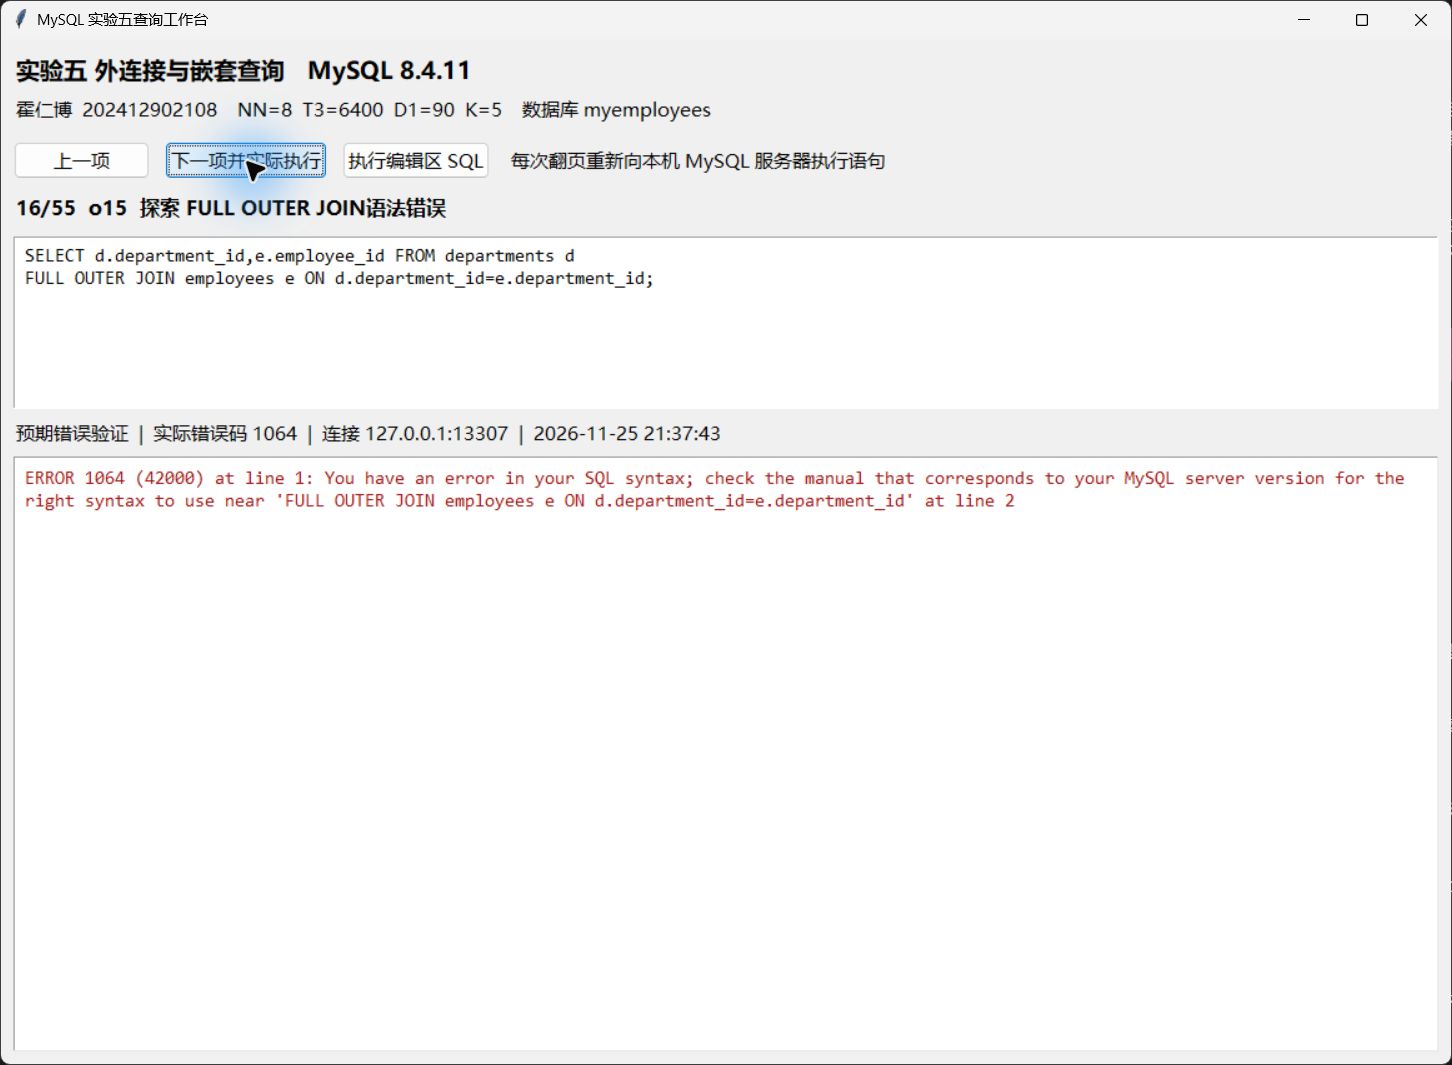 MySQL 实验五查询工作台
实验五 外连接与嵌套查询 MySQL 8.4.11
霍仁博 202412902108 NN=8 T3=6400 D1=90 K=5 数据库 myemployees
上一项 下一项并实际执行 执行编辑区 SQL 每次翻页重新向本机 MySQL 服务器执行语句
16/55 o15 探索 FULL OUTER JOIN语法错误
SELECT d.department_id,e.employee_id FROM departments d
FULL OUTER JOIN employees e ON d.department_id=e.department_id;
预期错误验证 | 实际错误码 1064 | 连接 127.0.0.1:13307 | 2026-11-25 21:37:43
ERROR 1064 (42000) at line 1: You have an error in your SQL syntax; check the manual that corresponds to your MySQL server version for the
right syntax to use near 'FULL OUTER JOIN employees e ON d.department_id=e.department_id' at line 2